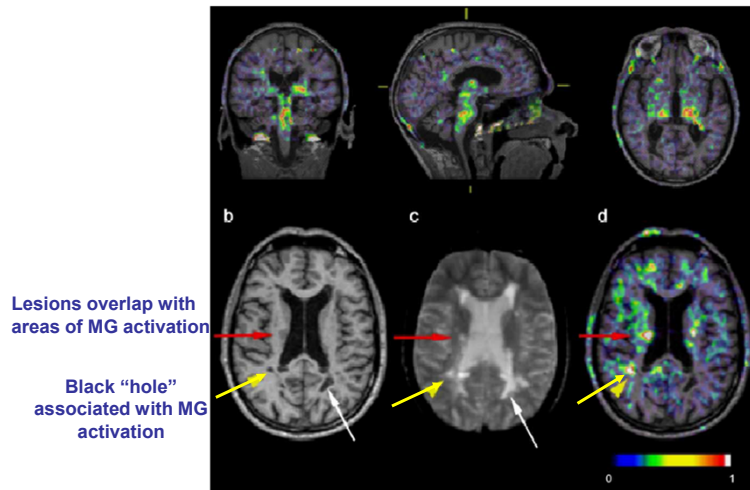 b
c
d
Lesions overlap with
areas of MG activation
Black “hole”
associated with MG
activation
0
1